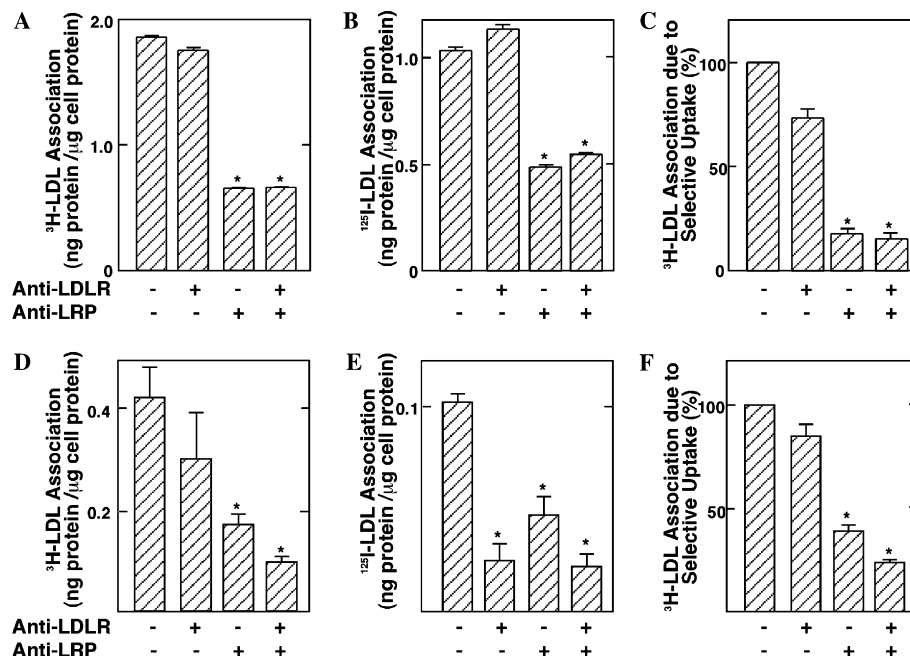 A
³H-LDL Association
(ng protein /µg cell protein)
2.0
1.0
0
*
*
B
¹²⁵I-LDL Association
(ng protein /µg cell protein)
1.0
0.5
0
*
*
C
³H-LDL Association due to
Selective Uptake (%)
100
50
0
*
*
Anti-LDLR - + - + - + - + - + - +
Anti-LRP - - + + - - + + - - + +
D
³H-LDL Association
(ng protein /µg cell protein)
0.4
0.2
0
*
*
E
¹²⁵I-LDL Association
(ng protein /µg cell protein)
0.1
*
*
*
F
³H-LDL Association due to
Selective Uptake (%)
100
50
0
*
*
Anti-LDLR - + - + - + - + - + - +
Anti-LRP - - + + - - + + - - + +